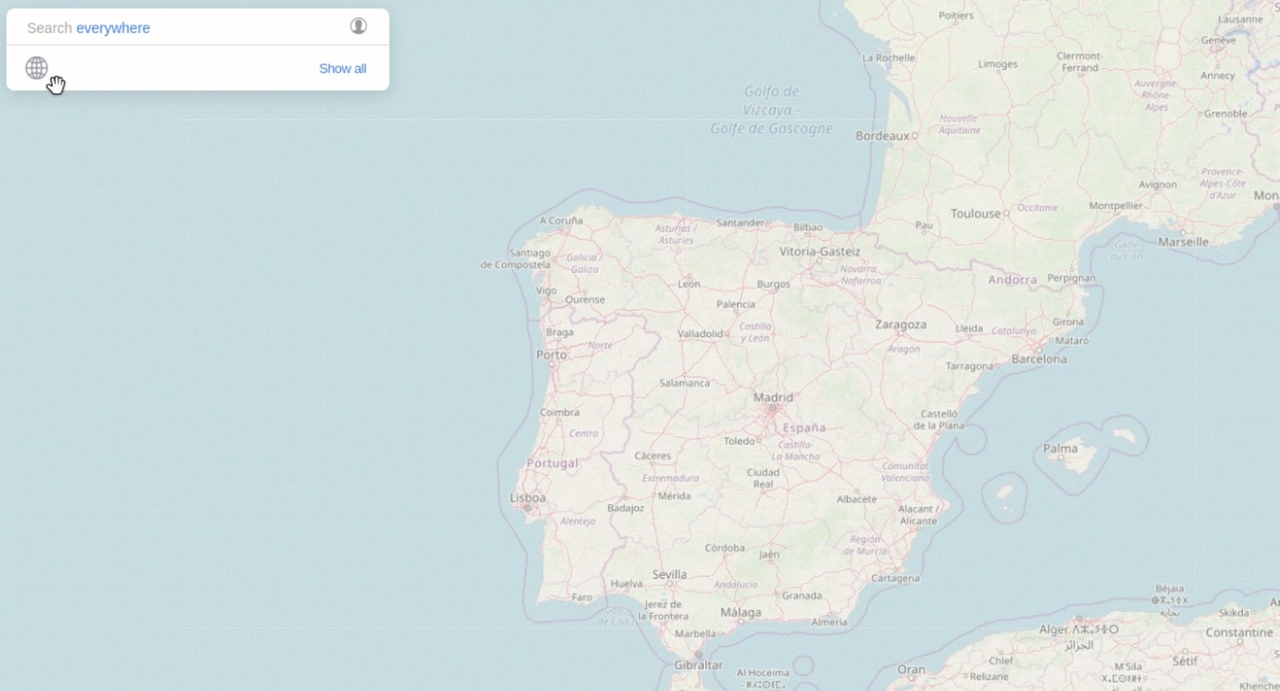 Search everywhere
Show all
Poitiers
Lausanne
La Rochelle
Genève
Limoges
Clermont-
Ferrand
Annecy
Auvergne-
Rhône-
Alpes
Golfo de
Vizcaya -
Golfe de Gascogne
Grenoble
Nouvelle
Aquitaine
Bordeaux
Provence-
Alpes-Côte
d'Azur
Avignon
Montpellier
Mon
Toulouse
Occitanie
A Coruña
Santander
Bilbao
Pau
Asturias /
Asturies
Marseille
Golfe
du Lion
Santiago
de Compostela
Vitoria-Gasteiz
Galicia /
Galiza
Navarra -
Nafarroa
Andorra
Perpignan
León
Burgos
Vigo
Ourense
Palencia
Girona
Zaragoza
Lleida
Catalunya
Braga
Valladolid
Castilla
y León
Mataró
Norte
Porto
Aragón
Barcelona
Tarragona
Salamanca
Madrid
Coimbra
Castelló
de la Plana
España
Centro
Toledo
Castilla-
La Mancha
Palma
Cáceres
Portugal
Comunitat
Valenciana
Extremadura
Ciudad
Real
Lisboa
Mérida
Albacete
Badajoz
Alacant /
Alicante
Alentejo
Región
de Murcia
Córdoba
Jaén
Sevilla
Cartagena
Huelva
Andalucía
Faro
Granada
Béjaïa
ⴱⴳⴰⵢⴻⵜ
بجاية
Jerez de
la Frontera
Málaga
Almería
Skikda
Marbella
Alger
الجزائر
Constantine
Gibraltar
Chlef
Sétif
Oran
M'Sila
Al Hoceima
Relizane
Khenche